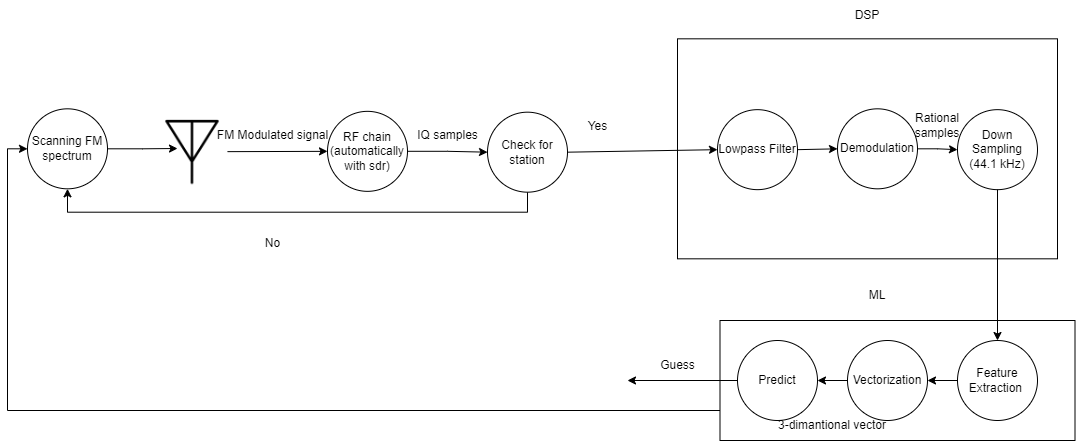 DSP
Scanning FM
spectrum
FM Modulated signal
RF chain
(automatically
with sdr)
IQ samples
Check for
station
Yes
No
Lowpass Filter
Demodulation
Rational
samples
Down
Sampling
(44.1 kHz)
ML
Guess
Predict
Vectorization
Feature
Extraction
3-dimantional vector